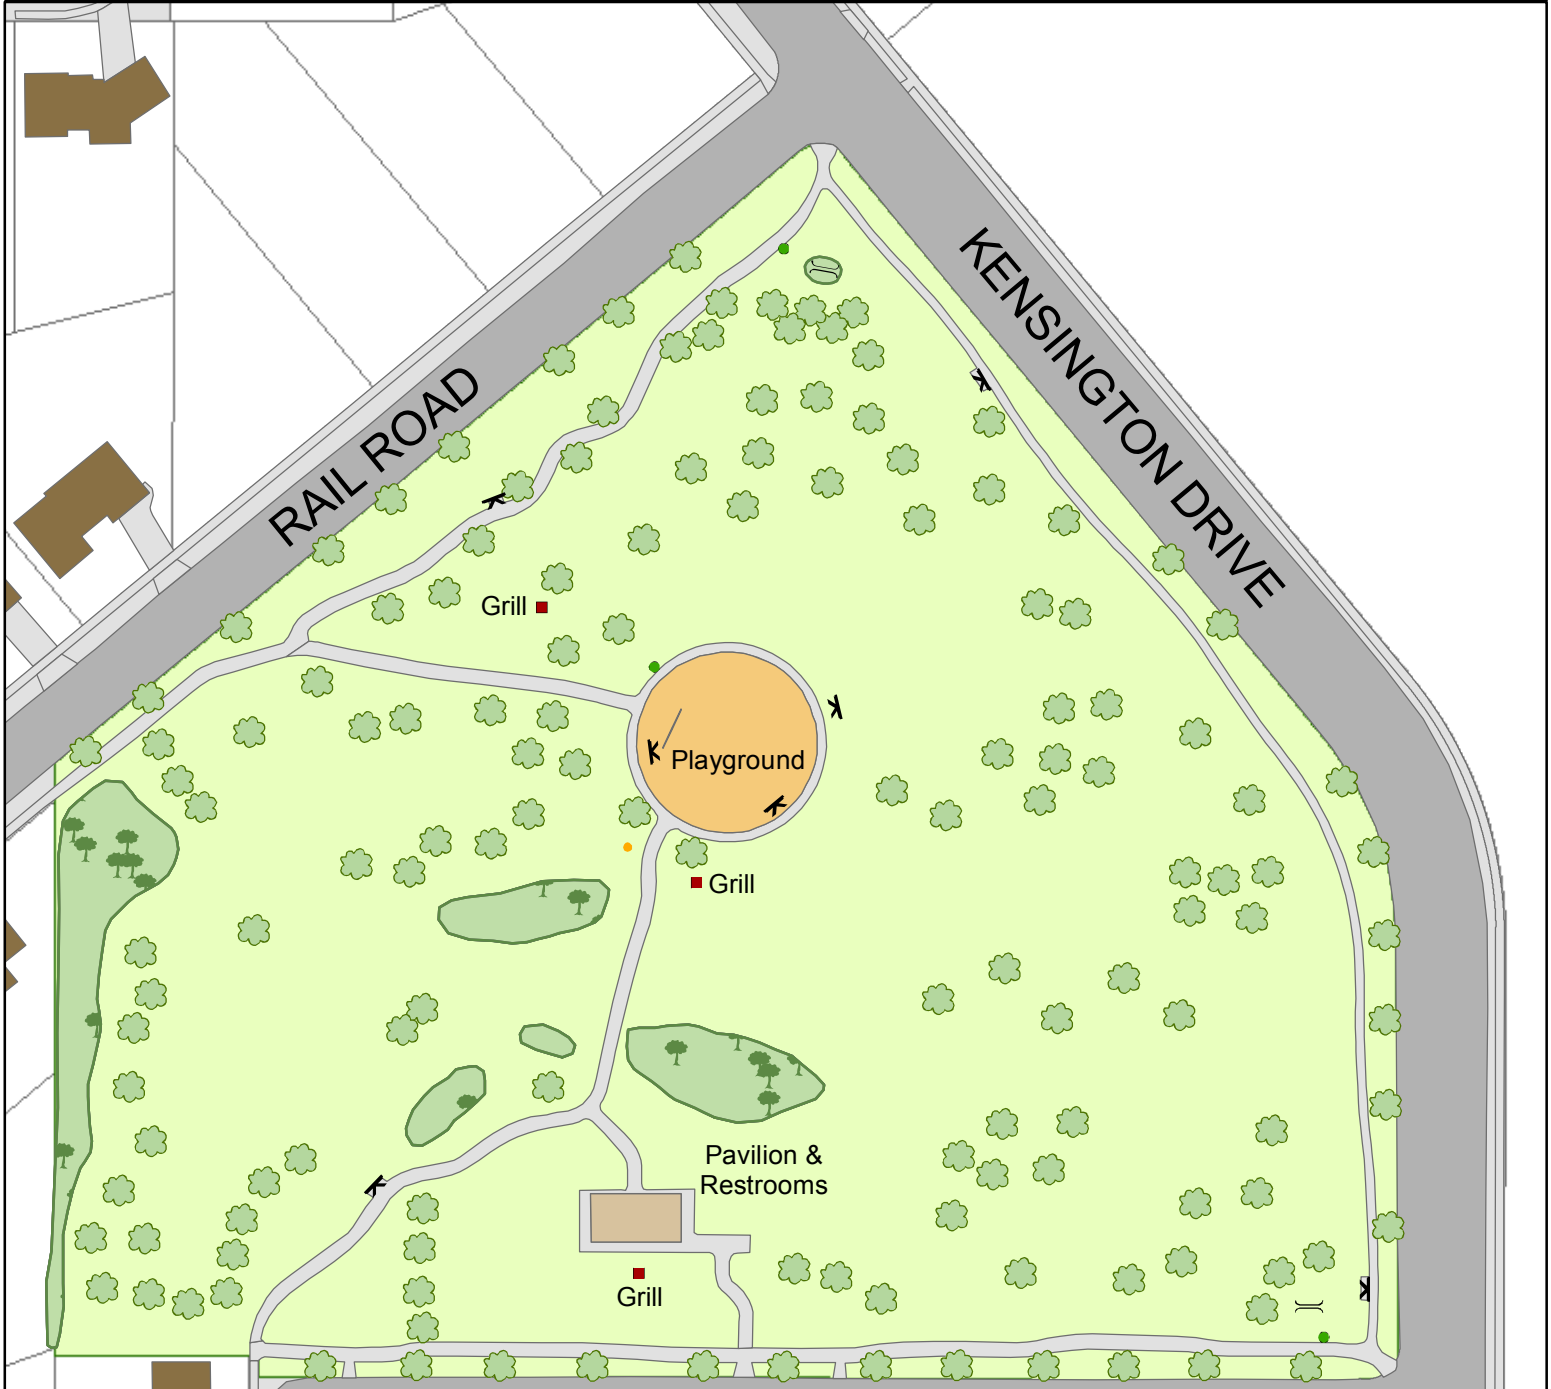 KENSINGTON DRIVE
RAIL ROAD
Grill
Playground
Grill
Pavilion &
Restrooms
Grill